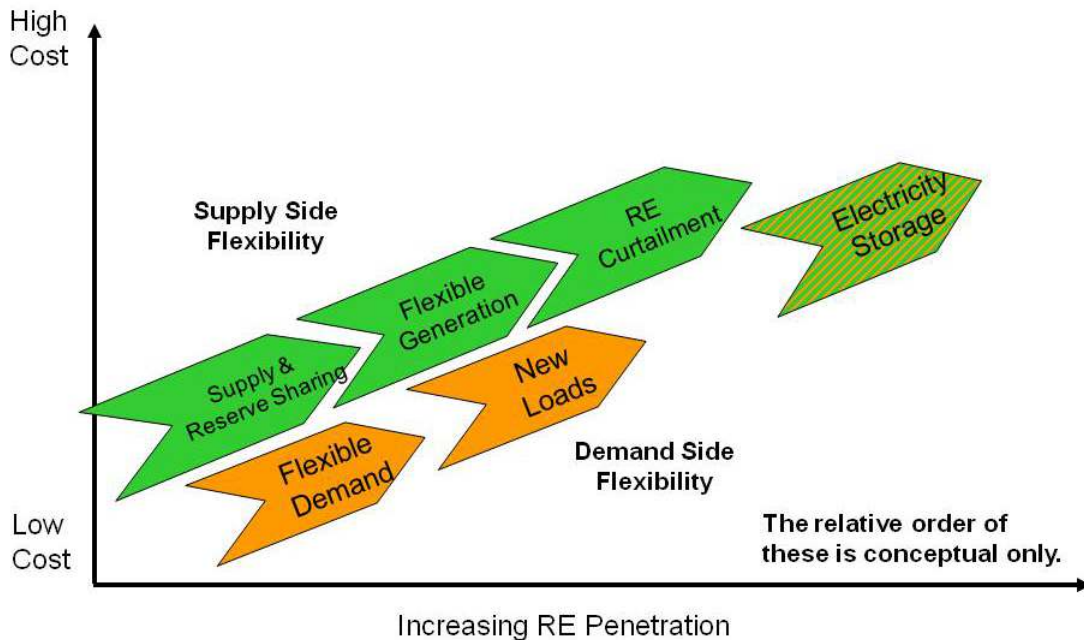 High
Cost
Supply Side
Flexibility
RE
Curtailment
Electricity
Storage
Flexible
Generation
Supply &
Reserve Sharing
New
Loads
Flexible
Demand
Demand Side
Flexibility
Low
Cost
The relative order of
these is conceptual only.
Increasing RE Penetration